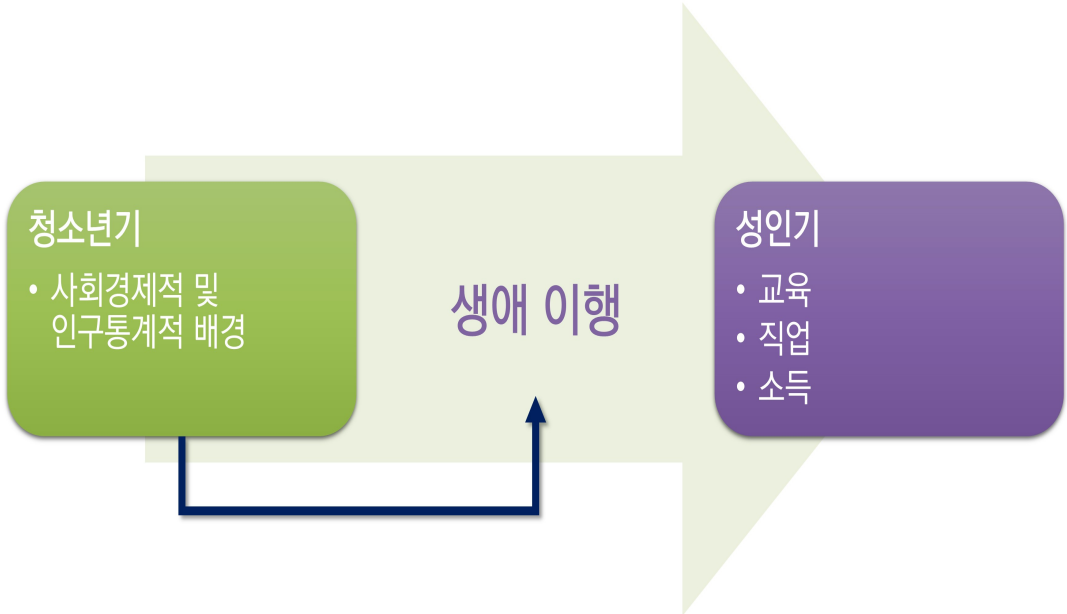 청소년기
• 사회경제적 및
인구통계적 배경
생애 이행
성인기
• 교육
• 직업
• 소득